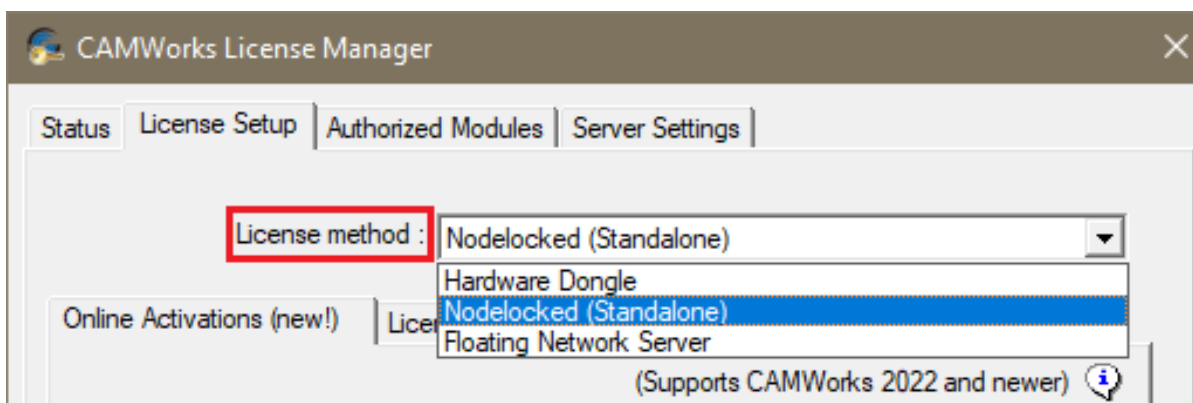 CAMWorks License Manager
Status License Setup Authorized Modules Server Settings
License method : Nodelocked (Standalone)
Hardware Dongle
Nodelocked (Standalone)
Floating Network Server
Online Activations (new!)
(Supports CAMWorks 2022 and newer)